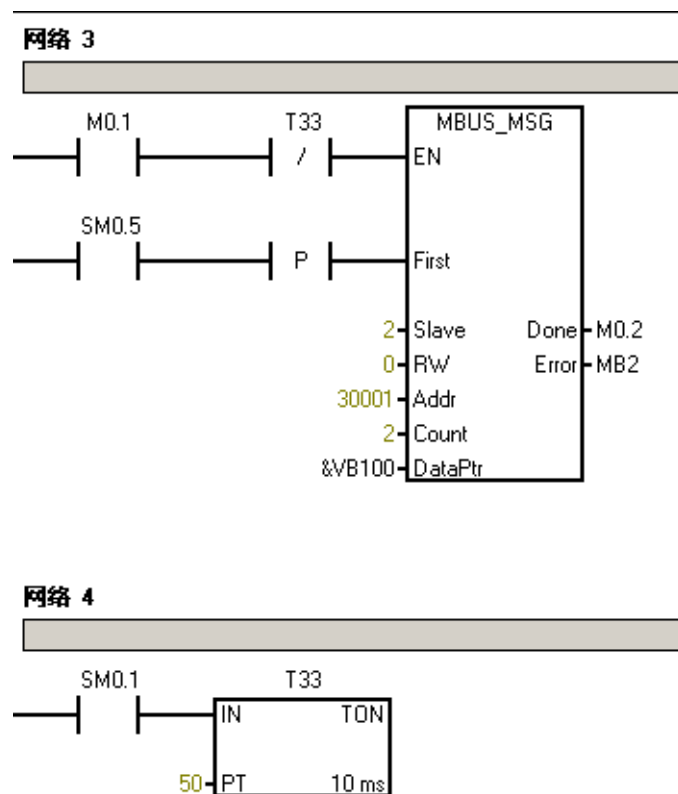 网络 3
M0.1 T33 MBUS_MSG
/ EN
SM0.5
P First
2 Slave Done M0.2
0 RW Error MB2
30001 Addr
2 Count
&VB100 DataPtr
网络 4
SM0.1 T33
IN TON
50 PT 10 ms